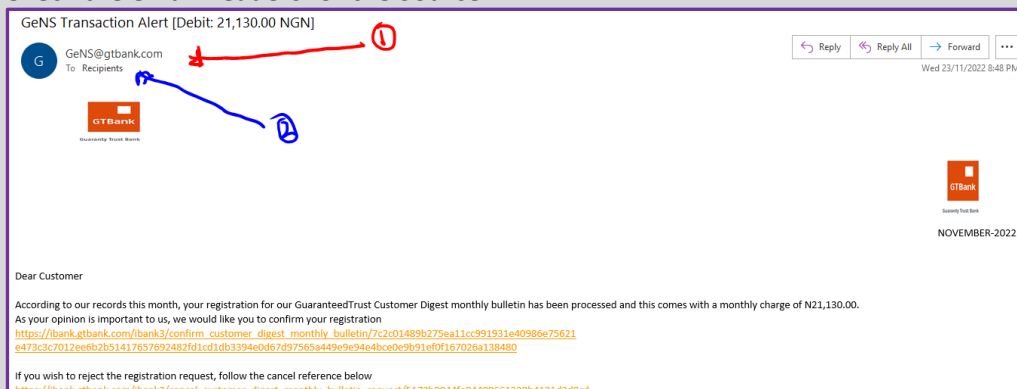 GeNS Transaction Alert [Debit: 21,130.00 NGN]
1
G
GeNS@gtbank.com
To Recipients
Reply Reply All Forward ...
Wed 23/11/2022 8:48 PM
2
GTBank
Guaranty Trust Bank
GTBank
Guaranty Trust Bank
NOVEMBER-2022
Dear Customer
According to our records this month, your registration for our GuaranteedTrust Customer Digest monthly bulletin has been processed and this comes with a monthly charge of N21,130.00.
As your opinion is important to us, we would like you to confirm your registration
https://ibank.gtbank.com/ibank3/confirm_customer_digest_monthly_bulletin/7c2c01489b275ea11cc991931e40986e75621
e473c3c7012ee6b2b51417657692482fd1cd1db3394e0d67d97565a449e9e94e4bce0e9b91ef0f167026a138480
If you wish to reject the registration request, follow the cancel reference below